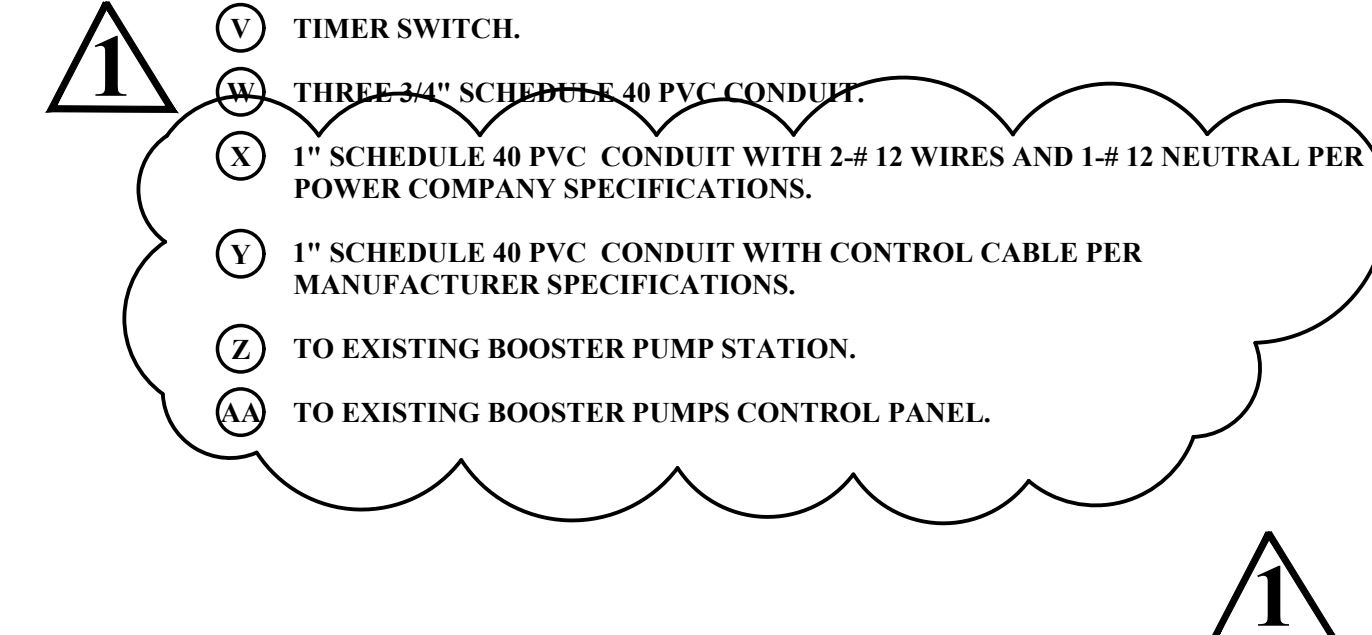 1
V TIMER SWITCH.
W THREE 3/4" SCHEDULE 40 PVC CONDUIT.
X 1" SCHEDULE 40 PVC CONDUIT WITH 2-# 12 WIRES AND 1-# 12 NEUTRAL PER
POWER COMPANY SPECIFICATIONS.
Y 1" SCHEDULE 40 PVC CONDUIT WITH CONTROL CABLE PER
MANUFACTURER SPECIFICATIONS.
Z TO EXISTING BOOSTER PUMP STATION.
AA TO EXISTING BOOSTER PUMPS CONTROL PANEL.
1